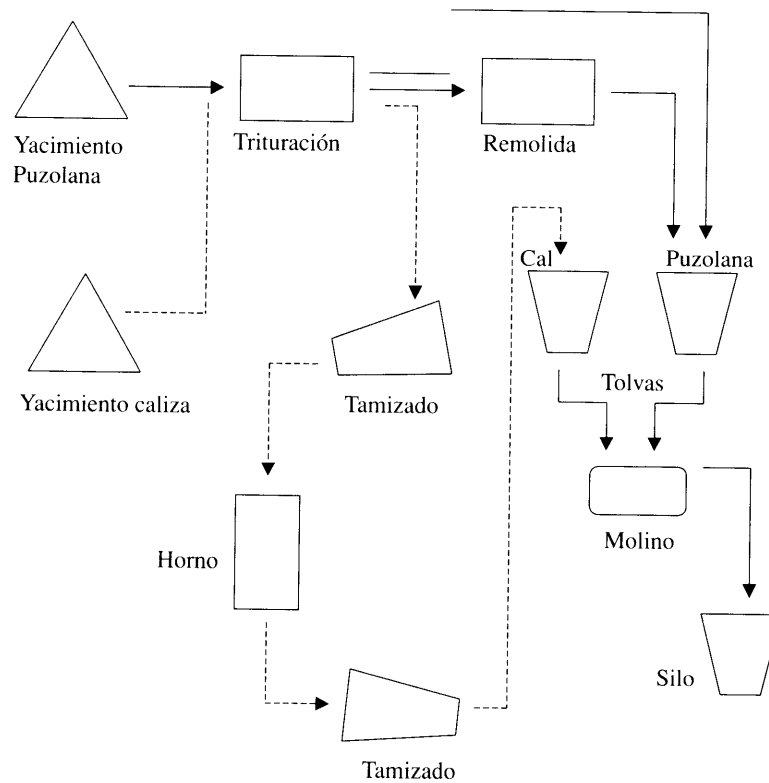 Yacimiento
Puzolana
Trituración
Remolida
Cal
Puzolana
Yacimiento caliza
Tamizado
Tolvas
Horno
Molino
Silo
Tamizado